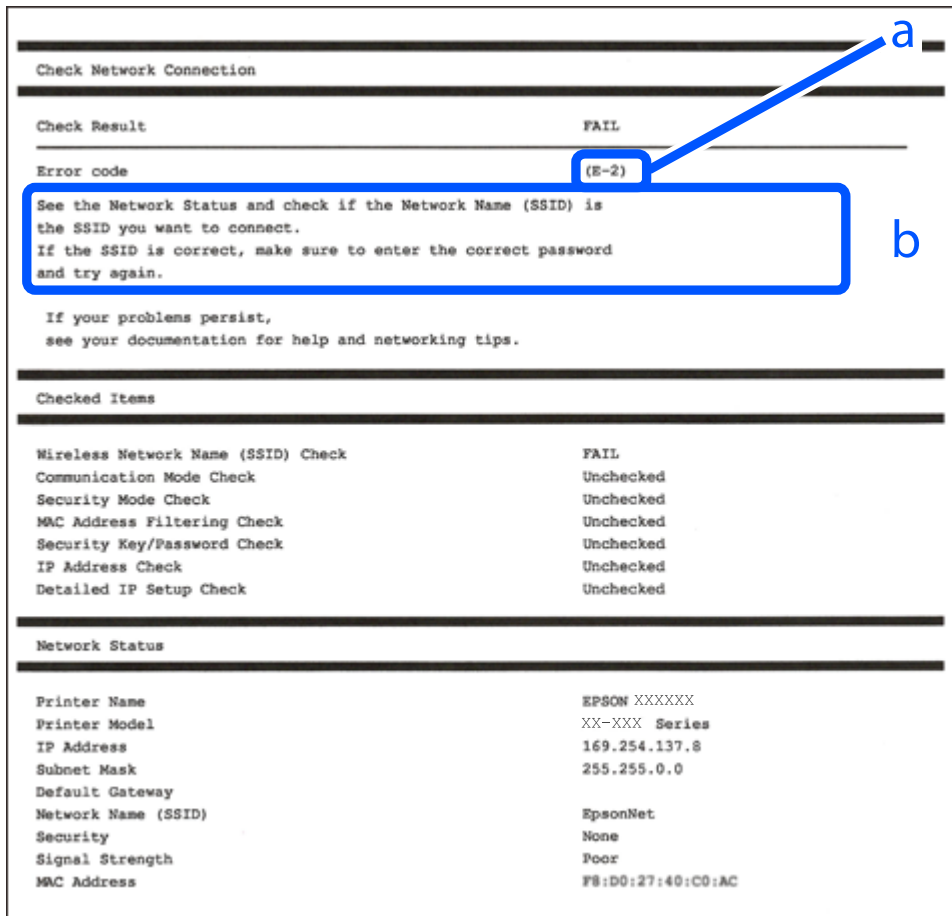 a
Check Network Connection
Check Result FAIL
Error code (E-2)
See the Network Status and check if the Network Name (SSID) is
the SSID you want to connect.
If the SSID is correct, make sure to enter the correct password
and try again.
b
If your problems persist,
see your documentation for help and networking tips.
Checked Items
Wireless Network Name (SSID) Check FAIL
Communication Mode Check Unchecked
Security Mode Check Unchecked
MAC Address Filtering Check Unchecked
Security Key/Password Check Unchecked
IP Address Check Unchecked
Detailed IP Setup Check Unchecked
Network Status
Printer Name EPSON XXXXXX
Printer Model XX-XXX Series
IP Address 169.254.137.8
Subnet Mask 255.255.0.0
Default Gateway
Network Name (SSID) EpsonNet
Security None
Signal Strength Poor
MAC Address F8:D0:27:40:C0:AC